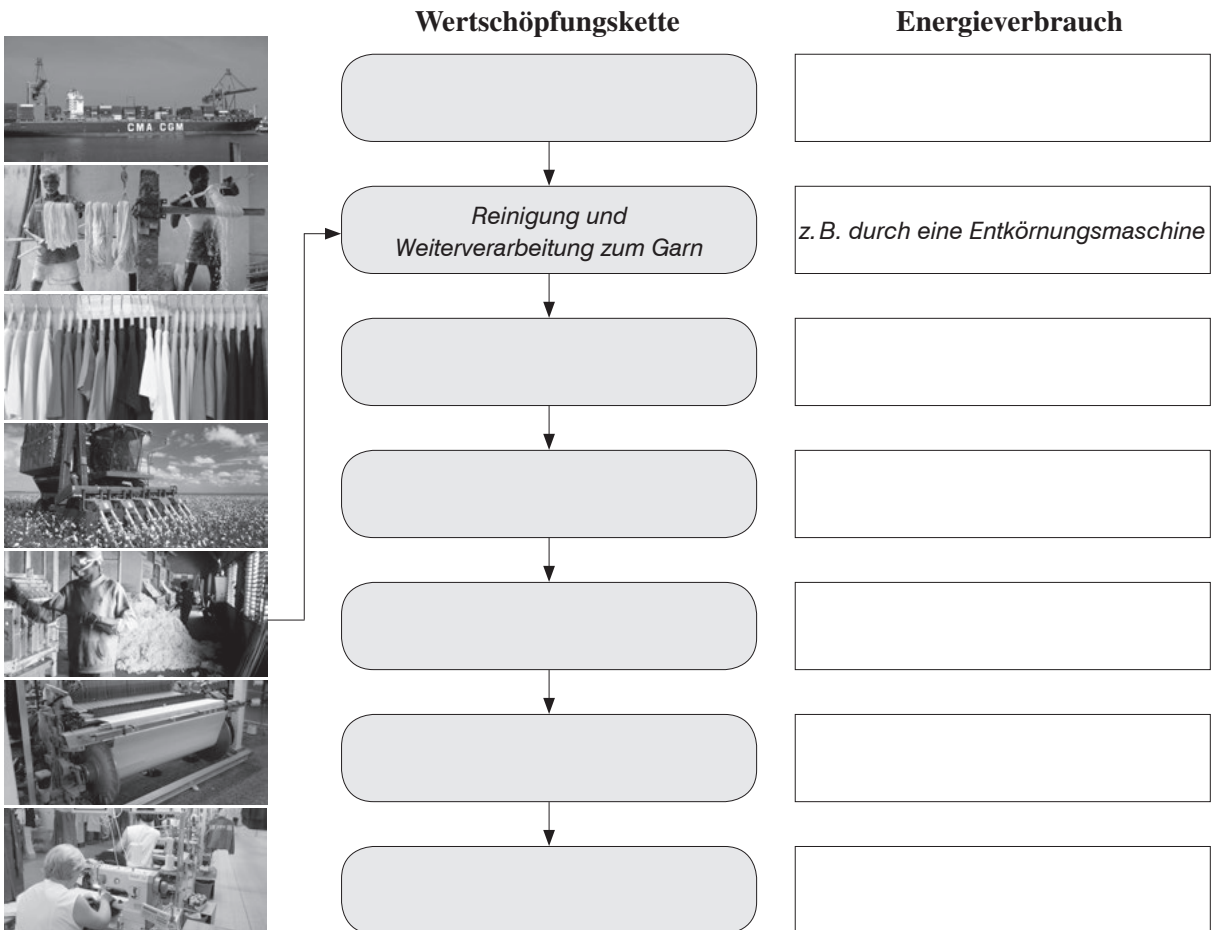 Wertschöpfungskette
Energieverbrauch
CMA CGM
Reinigung und
Weiterverarbeitung zum Garn
z. B. durch eine Entkörnungsmaschine